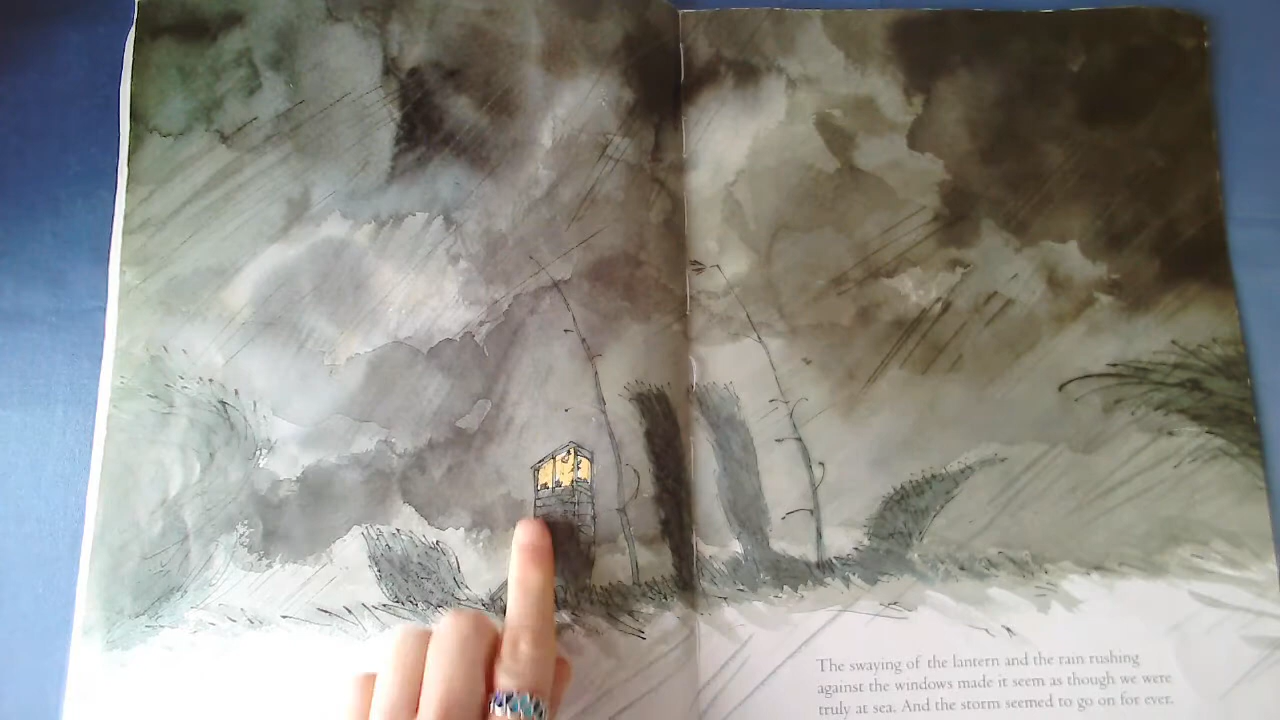 The swaying of the lantern and the rain rushing
against the windows made it seem as though we were
truly at sea. And the storm seemed to go on for ever.